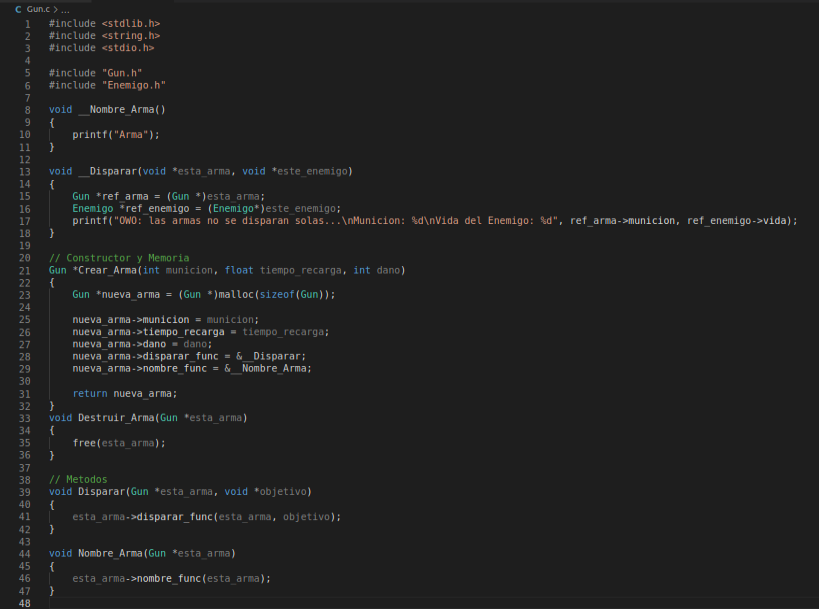 C Gun.c > ...
1 #include <stdlib.h>
2 #include <string.h>
3 #include <stdio.h>
4
5 #include "Gun.h"
6 #include "Enemigo.h"
7
8 void __Nombre_Arma()
9 {
10     printf("Arma");
11 }
12
13 void __Disparar(void *esta_arma, void *este_enemigo)
14 {
15     Gun *ref_arma = (Gun *)esta_arma;
16     Enemigo *ref_enemigo = (Enemigo*)este_enemigo;
17     printf("OWO: las armas no se disparan solas...\nMunicion: %d\nVida del Enemigo: %d", ref_arma->municion, ref_enemigo->vida);
18 }
19
20 // Constructor y Memoria
21 Gun *Crear_Arma(int municion, float tiempo_recarga, int dano)
22 {
23     Gun *nueva_arma = (Gun *)malloc(sizeof(Gun));
24
25     nueva_arma->municion = municion;
26     nueva_arma->tiempo_recarga = tiempo_recarga;
27     nueva_arma->dano = dano;
28     nueva_arma->disparar_func = &__Disparar;
29     nueva_arma->nombre_func = &__Nombre_Arma;
30
31     return nueva_arma;
32 }
33 void Destruir_Arma(Gun *esta_arma)
34 {
35     free(esta_arma);
36 }
37
38 // Metodos
39 void Disparar(Gun *esta_arma, void *objetivo)
40 {
41     esta_arma->disparar_func(esta_arma, objetivo);
42 }
43
44 void Nombre_Arma(Gun *esta_arma)
45 {
46     esta_arma->nombre_func(esta_arma);
47 }
48